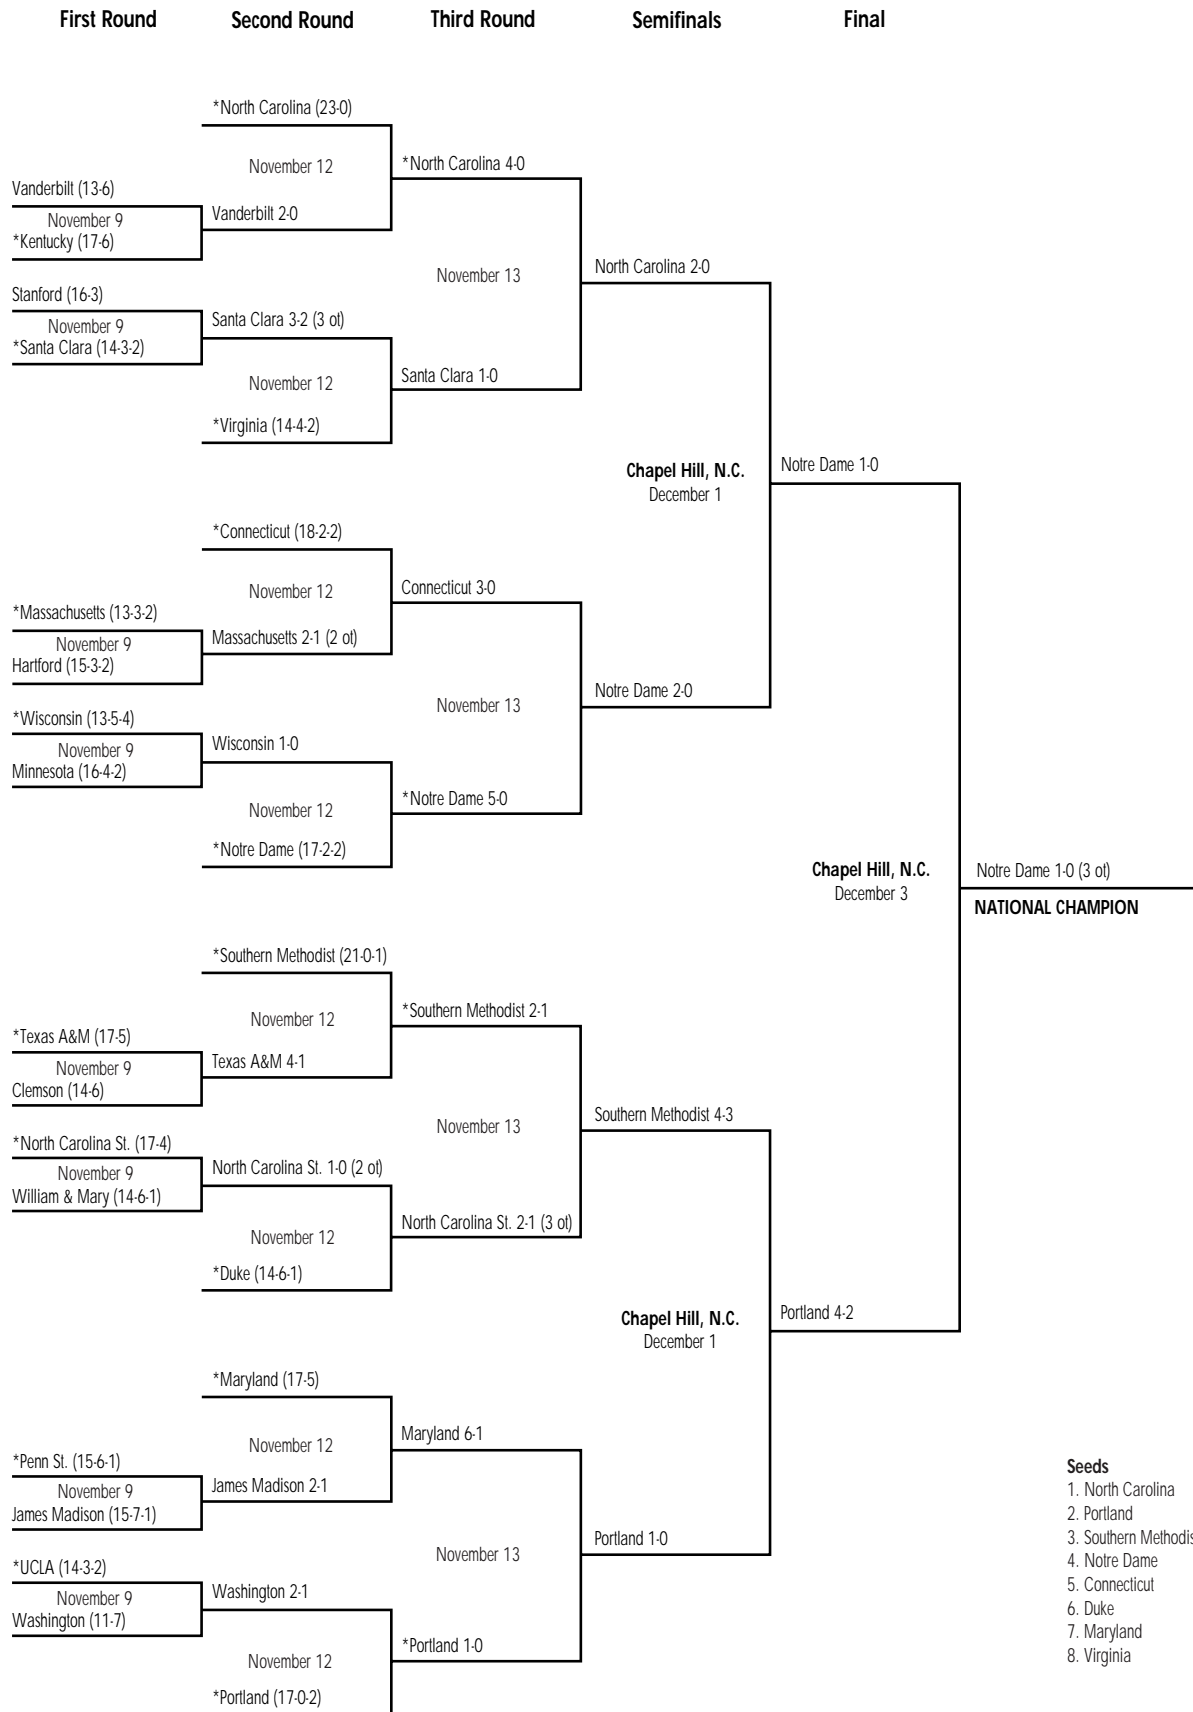 First Round Second Round Third Round Semifinals Final
*North Carolina (23-0)
November 12
*North Carolina 4-0
Vanderbilt (13-6)
November 9
*Kentucky (17-6)
Vanderbilt 2-0
November 13
North Carolina 2-0
Stanford (16-3)
November 9
*Santa Clara (14-3-2)
Santa Clara 3-2 (3 ot)
November 12
Santa Clara 1-0
*Virginia (14-4-2)
Chapel Hill, N.C.
December 1
Notre Dame 1-0
*Connecticut (18-2-2)
November 12
Connecticut 3-0
*Massachusetts (13-3-2)
November 9
Hartford (15-3-2)
Massachusetts 2-1 (2 ot)
November 13
Notre Dame 2-0
*Wisconsin (13-5-4)
November 9
Minnesota (16-4-2)
Wisconsin 1-0
November 12
*Notre Dame 5-0
*Notre Dame (17-2-2)
Chapel Hill, N.C.
December 3
Notre Dame 1-0 (3 ot)
NATIONAL CHAMPION
*Southern Methodist (21-0-1)
November 12
*Southern Methodist 2-1
*Texas A&M (17-5)
November 9
Clemson (14-6)
Texas A&M 4-1
November 13
Southern Methodist 4-3
*North Carolina St. (17-4)
November 9
William & Mary (14-6-1)
North Carolina St. 1-0 (2 ot)
November 12
North Carolina St. 2-1 (3 ot)
*Duke (14-6-1)
Chapel Hill, N.C.
December 1
Portland 4-2
*Maryland (17-5)
November 12
Maryland 6-1
*Penn St. (15-6-1)
November 9
James Madison (15-7-1)
James Madison 2-1
November 13
Portland 1-0
*UCLA (14-3-2)
November 9
Washington (11-7)
Washington 2-1
November 12
*Portland 1-0
*Portland (17-0-2)
Seeds
1. North Carolina
2. Portland
3. Southern Methodis
4. Notre Dame
5. Connecticut
6. Duke
7. Maryland
8. Virginia